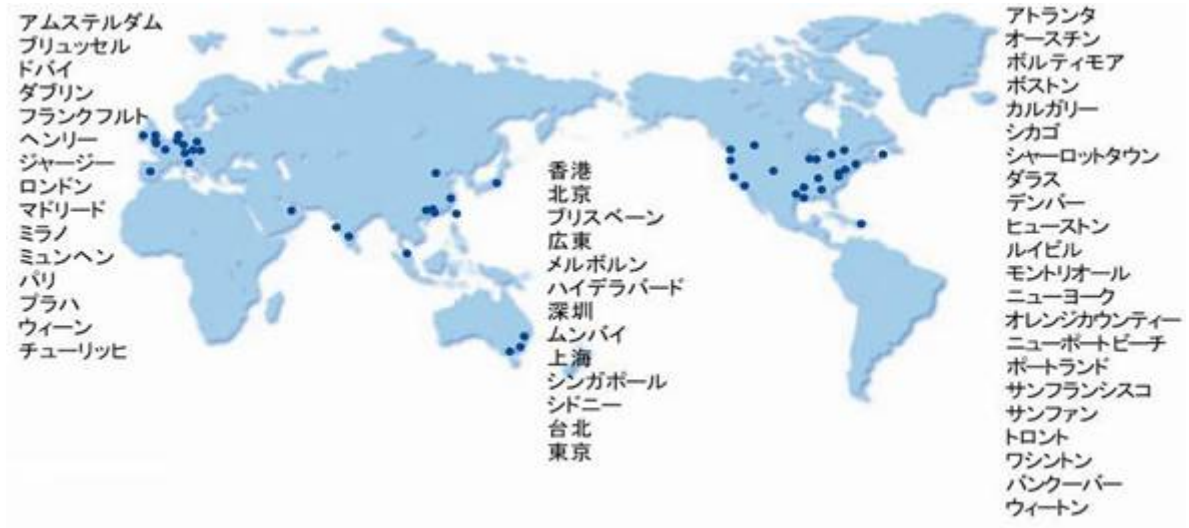 アムステルダム
ブリュッセル
ドバイ
ダブリン
フランクフルト
ヘンリー
ジャージー
ロンドン
マドリード
ミラノ
ミュンヘン
パリ
プラハ
ウィーン
チューリッヒ
香港
北京
ブリスベーン
広東
メルボルン
ハイデラバード
深圳
ムンバイ
上海
シンガポール
シドニー
台北
東京
アトランタ
オースチン
ボルティモア
ボストン
カルガリー
シカゴ
シャーロットタウン
ダラス
デンバー
ヒューストン
ルイビル
モントリオール
ニューヨーク
オレンジカウンティー
ニューポートビーチ
ポートランド
サンフランシスコ
サンファン
トロント
ワシントン
バンクーバー
ウィートン